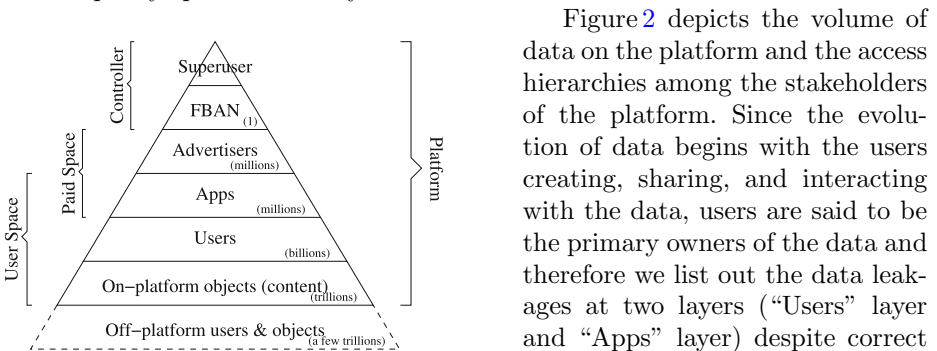 Controller
Paid Space
User Space
Superuser
FBAN (1)
Advertisers
(millions)
Apps
(millions)
Users
(billions)
On−platform objects (content)
(trillions)
Off−platform users & objects
(a few trillions)
Platform
Figure 2 depicts the volume of
data on the platform and the access
hierarchies among the stakeholders
of the platform. Since the evolu-
tion of data begins with the users
creating, sharing, and interacting
with the data, users are said to be
the primary owners of the data and
therefore we list out the data leak-
ages at two layers (“Users” layer
and “Apps” layer) despite correct